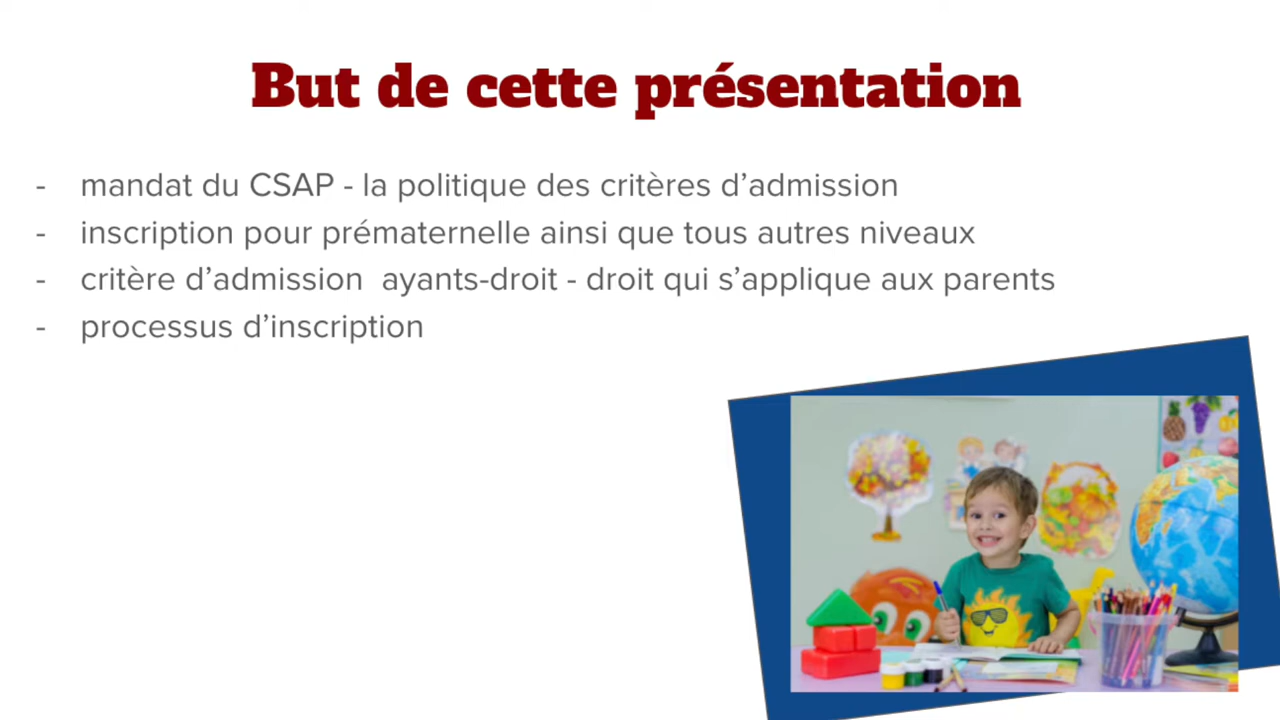 But de cette présentation
- mandat du CSAP - la politique des critères d’admission
- inscription pour prématernelle ainsi que tous autres niveaux
- critère d’admission  ayants-droit - droit qui s’applique aux parents
- processus d’inscription